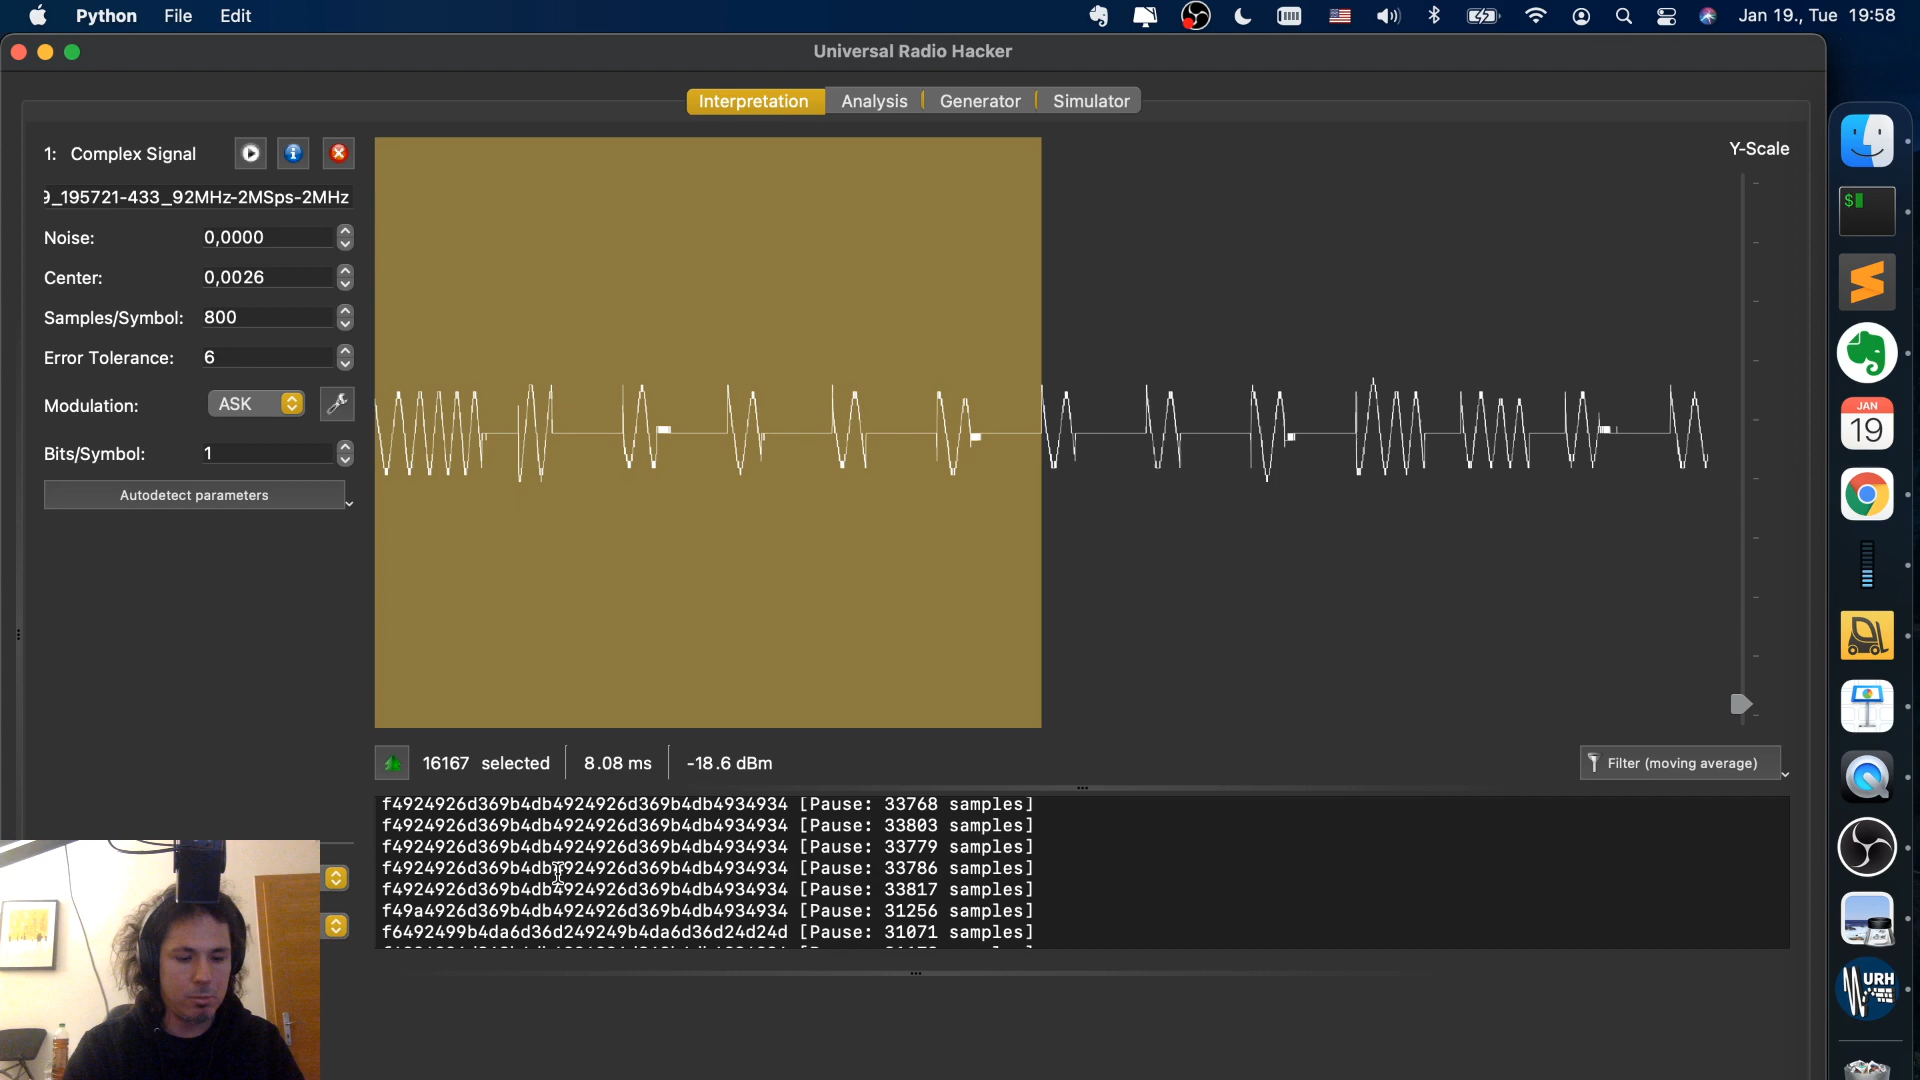 Python File Edit Jan 19., Tue 19:58
Universal Radio Hacker
Interpretation Analysis Generator Simulator
1: Complex Signal
9_195721-433_92MHz-2MSps-2MHz
Noise: 0,0000
Center: 0,0026
Samples/Symbol: 800
Error Tolerance: 6
Modulation: ASK
Bits/Symbol: 1
Autodetect parameters
Y-Scale
16167 selected 8.08 ms -18.6 dBm
Filter (moving average)
f4924926d369b4db4924926d369b4db4934934 [Pause: 33768 samples]
f4924926d369b4db4924926d369b4db4934934 [Pause: 33803 samples]
f4924926d369b4db4924926d369b4db4934934 [Pause: 33779 samples]
f4924926d369b4db4924926d369b4db4934934 [Pause: 33786 samples]
f4924926d369b4db4924926d369b4db4934934 [Pause: 33817 samples]
f49a4926d369b4db4924926d369b4db4934934 [Pause: 31256 samples]
f6492499b4da6d36d249249b4da6d36d24d24d [Pause: 31071 samples]
$
JAN
19
URH